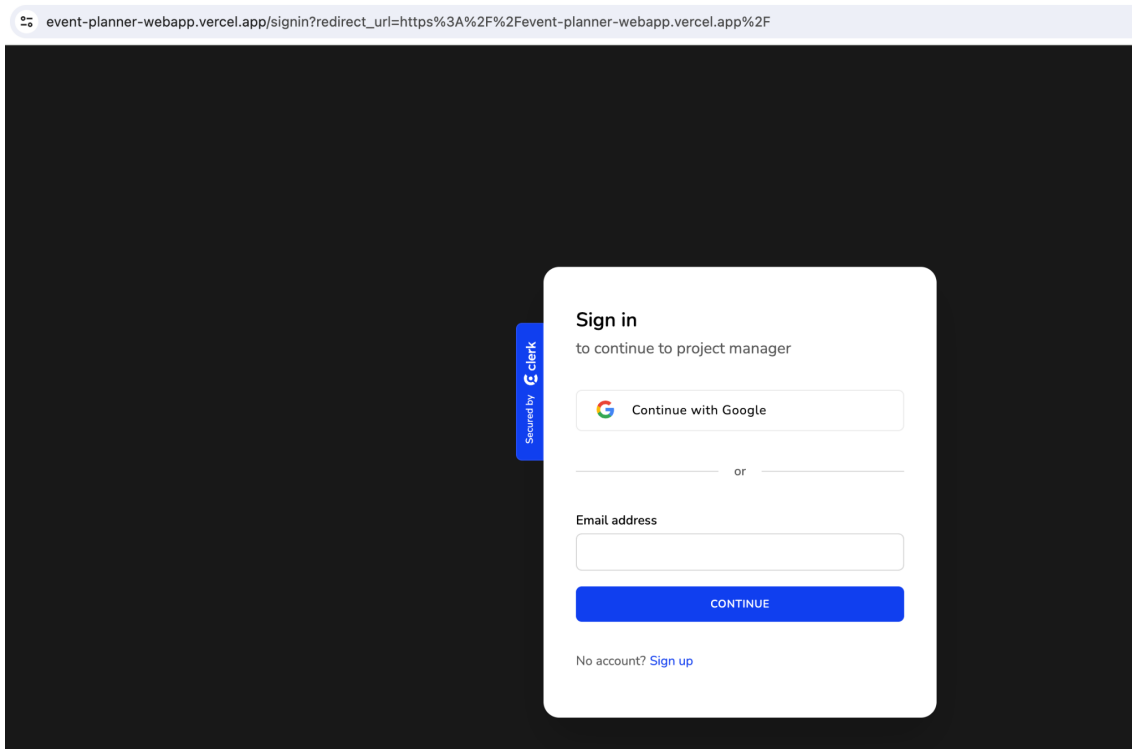 event-planner-webapp.vercel.app/signin?redirect_url=https%3A%2F%2Fevent-planner-webapp.vercel.app%2F
Sign in
to continue to project manager
Secured by clerk
Continue with Google
or
Email address
CONTINUE
No account? Sign up